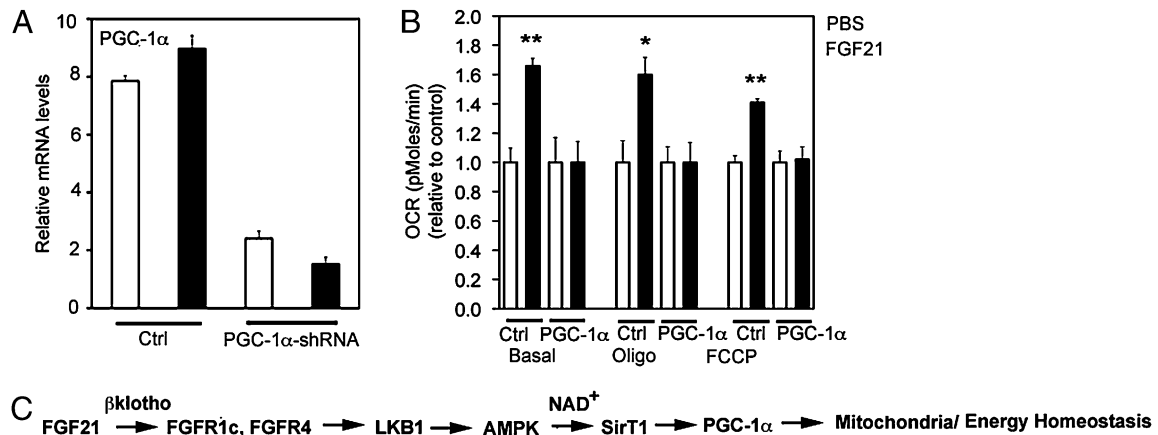 A
PGC-1α
Relative mRNA levels
10
8
6
4
2
0
Ctrl
PGC-1α-shRNA
B
PBS
FGF21
OCR (pMoles/min)
(relative to control)
2.0
1.8
1.6
1.4
1.2
1.0
0.8
0.6
0.4
0.2
0.0
** * **
Ctrl PGC-1α Ctrl PGC-1α Ctrl PGC-1α
Basal Oligo FCCP
C
βklotho NAD+
FGF21 FGFR1c, FGFR4 LKB1 AMPK SirT1 PGC-1α Mitochondria/ Energy Homeostasis